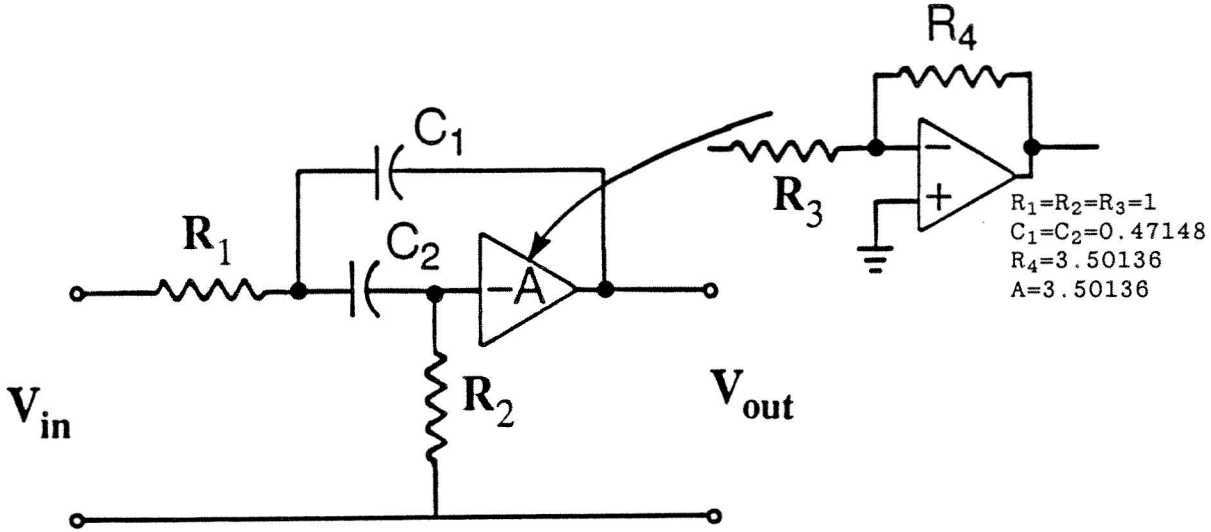 R4
C1
R3
R1=R2=R3=1
C1=C2=0.47148
R4=3.50136
A=3.50136
R1
C2
−A
−
+
R2
Vin
Vout